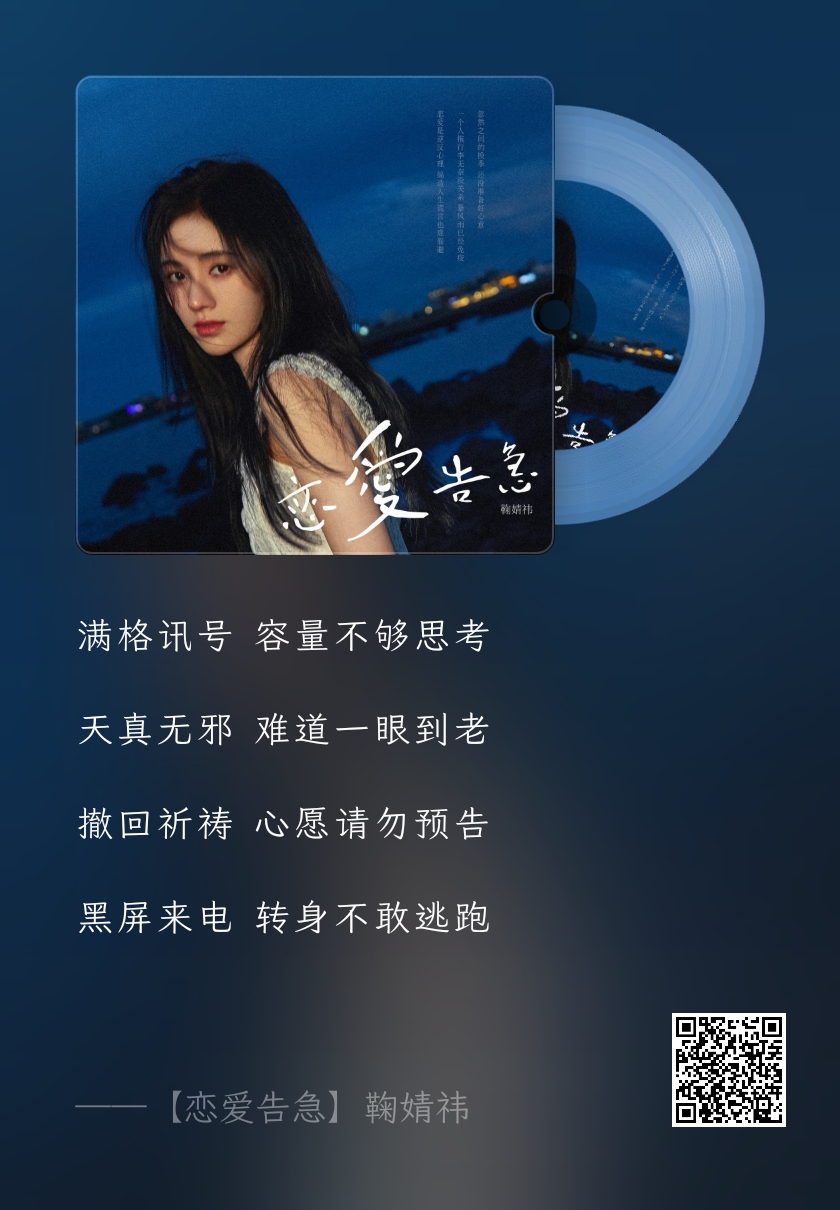 恋爱告急
鞠婧祎
满格讯号 容量不够思考
天真无邪 难道一眼到老
撤回祈祷 心愿请勿预告
黑屏来电 转身不敢逃跑
——【恋爱告急】鞠婧祎